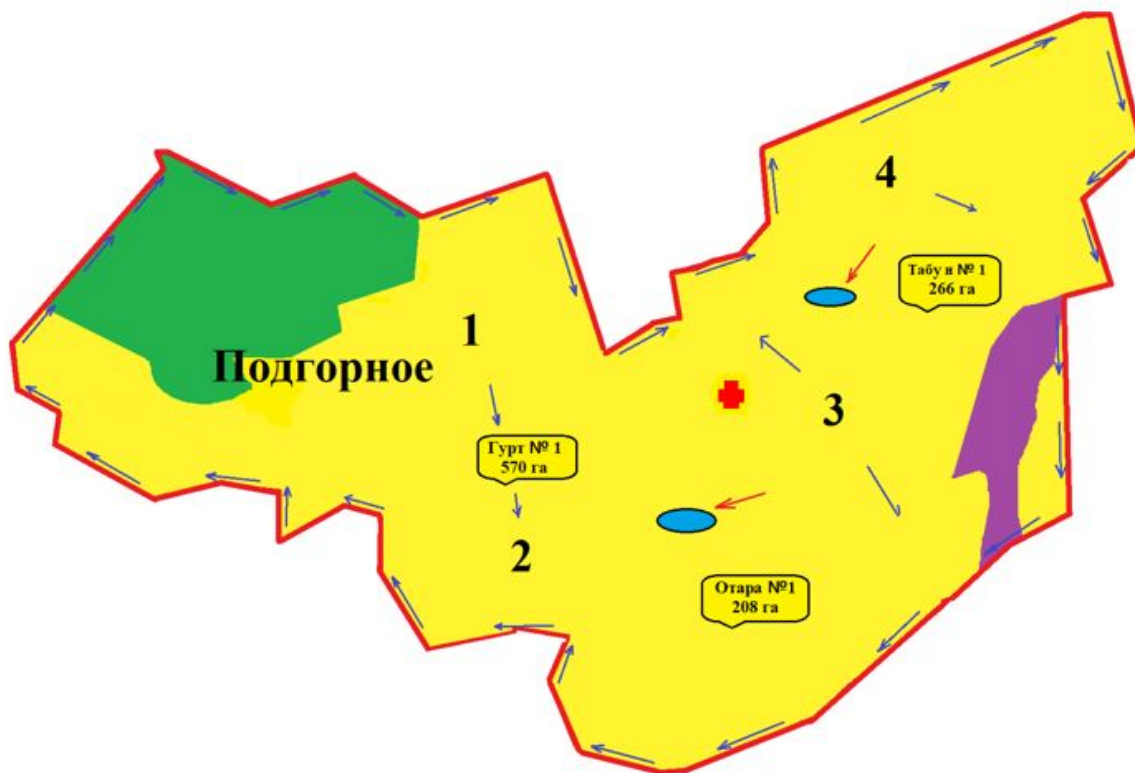 4
Табун № 1
266 га
1
Подгорное
3
Гурт № 1
570 га
2
Отара №1
208 га